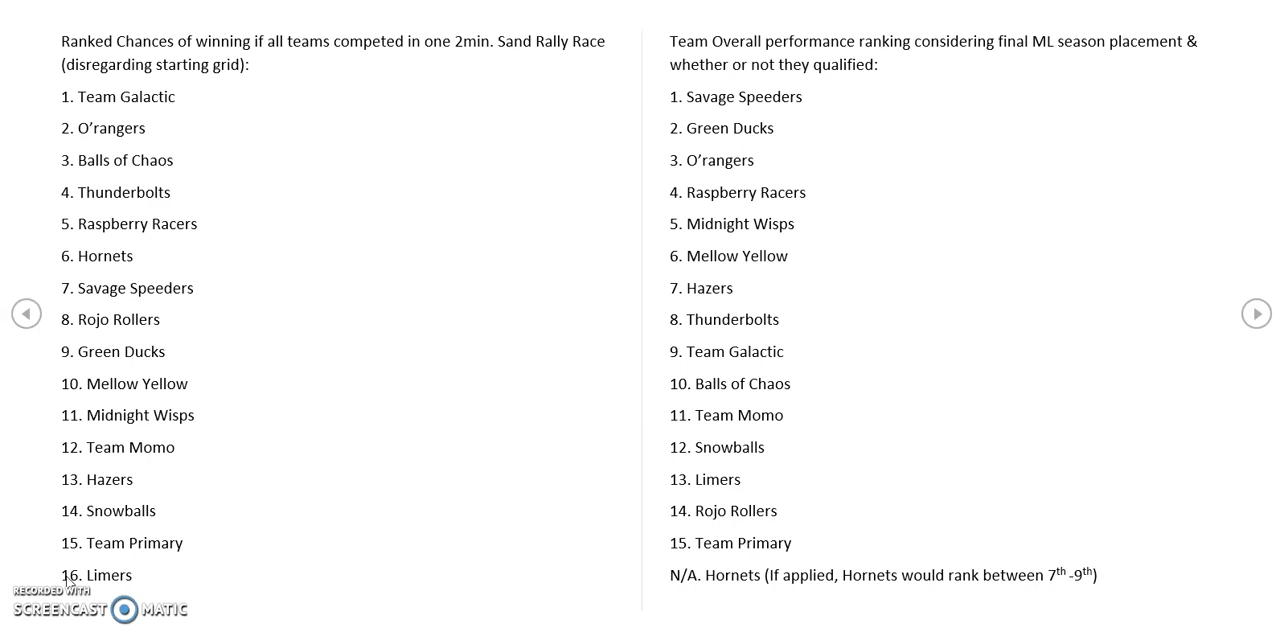 Ranked Chances of winning if all teams competed in one 2min. Sand Rally Race
(disregarding starting grid):
1. Team Galactic
2. O’rangers
3. Balls of Chaos
4. Thunderbolts
5. Raspberry Racers
6. Hornets
7. Savage Speeders
8. Rojo Rollers
9. Green Ducks
10. Mellow Yellow
11. Midnight Wisps
12. Team Momo
13. Hazers
14. Snowballs
15. Team Primary
16. Limers
Team Overall performance ranking considering final ML season placement &
whether or not they qualified:
1. Savage Speeders
2. Green Ducks
3. O’rangers
4. Raspberry Racers
5. Midnight Wisps
6. Mellow Yellow
7. Hazers
8. Thunderbolts
9. Team Galactic
10. Balls of Chaos
11. Team Momo
12. Snowballs
13. Limers
14. Rojo Rollers
15. Team Primary
N/A. Hornets (If applied, Hornets would rank between 7th -9th)
RECORDED WITH
SCREENCAST MATIC